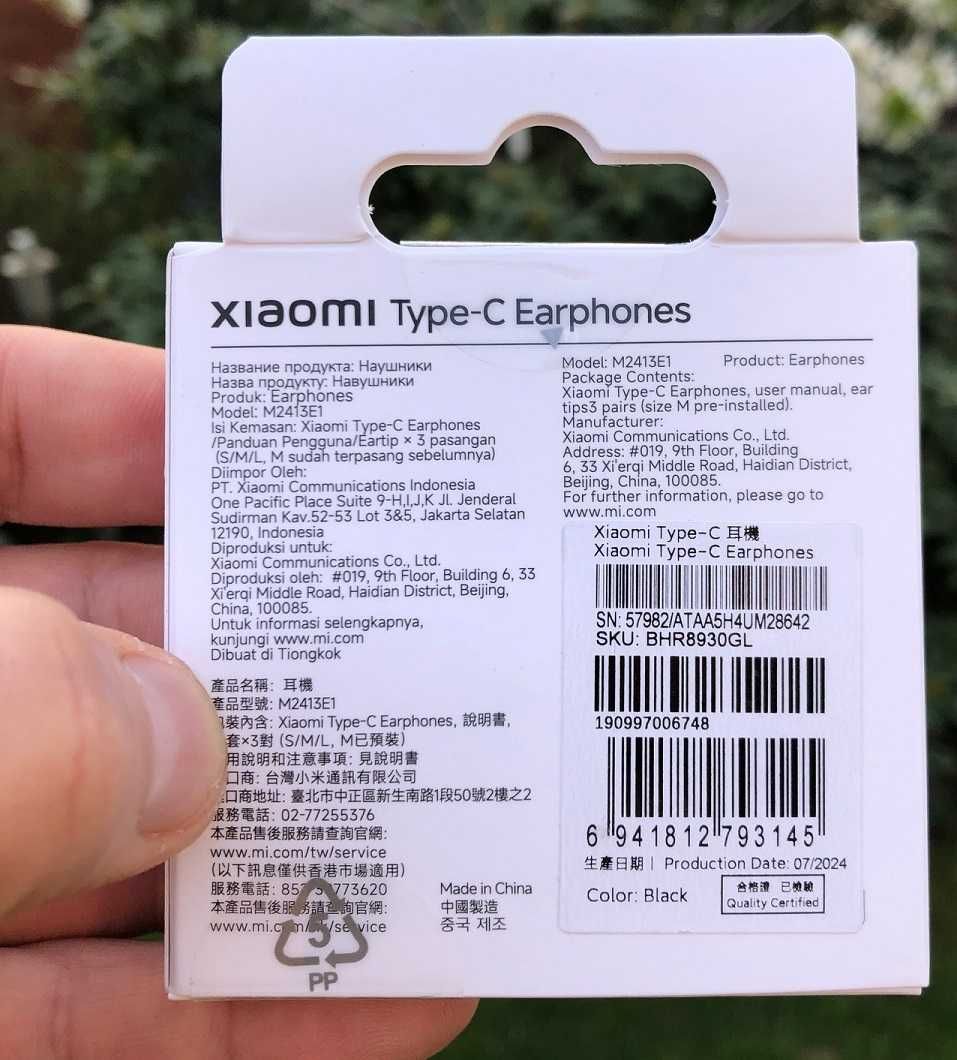 xiaomi Type-C Earphones
Название продукта: Наушники
Назва продукту: Навушники
Produk: Earphones
Model: M2413E1
Isi Kemasan: Xiaomi Type-C Earphones
/Panduan Pengguna/Eartip × 3 pasangan
(S/M/L, M sudah terpasang sebelumnya)
Diimpor Oleh:
PT. Xiaomi Communications Indonesia
One Pacific Place Suite 9-H,I,J,K Jl. Jenderal
Sudirman Kav.52-53 Lot 3&5, Jakarta Selatan
12190, Indonesia
Diproduksi untuk:
Xiaomi Communications Co., Ltd.
Diproduksi oleh: #019, 9th Floor, Building 6, 33
Xi'erqi Middle Road, Haidian District, Beijing,
China, 100085.
Untuk informasi selengkapnya,
kunjungi www.mi.com
Dibuat di Tiongkok
產品名稱: 耳機
產品型號: M2413E1
裝內含: Xiaomi Type-C Earphones, 說明書,
套×3對 (S/M/L, M已預裝)
用說明和注意事項: 見說明書
口商: 台灣小米通訊有限公司
口商地址: 臺北市中正區新生南路1段50號2樓之2
服務電話: 02-77255376
本產品售後服務請查詢官網:
www.mi.com/tw/service
(以下訊息僅供香港市場適用)
服務電話: 773620
本產品售後服務請查詢官網:
www.mi.com/hk/service
5
PP
Made in China
中國製造
중국 제조
Model: M2413E1 Product: Earphones
Package Contents:
Xiaomi Type-C Earphones, user manual, ear
tips3 pairs (size M pre-installed).
Manufacturer:
Xiaomi Communications Co., Ltd.
Address: #019, 9th Floor, Building
6, 33 Xi'erqi Middle Road, Haidian District,
Beijing, China, 100085.
For further information, please go to
www.mi.com
Xiaomi Type-C 耳機
Xiaomi Type-C Earphones
SN: 57982/ATAA5H4UM28642
SKU: BHR8930GL
190997006748
6 941812 793145
生產日期 | Production Date: 07/2024
Color: Black
合格證 已檢驗
Quality Certified